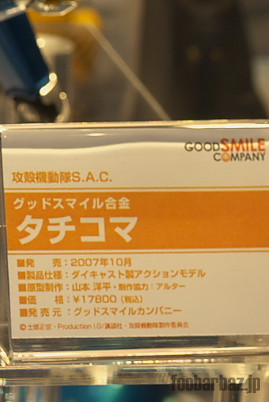 GOODSMILE
COMPANY
攻殻機動隊S.A.C.
グッドスマイル合金
タチコマ
■発　売：2007年10月
■製品仕様：ダイキャスト製アクションモデル
■原型制作：山本 洋平・制作協力：アルター
■価　格：￥17800（税込）
■発 売 元：グッドスマイルカンパニー
©士郎正宗・Production I.G/講談社・攻殻機動隊製作委員会
foobarbaz.jp